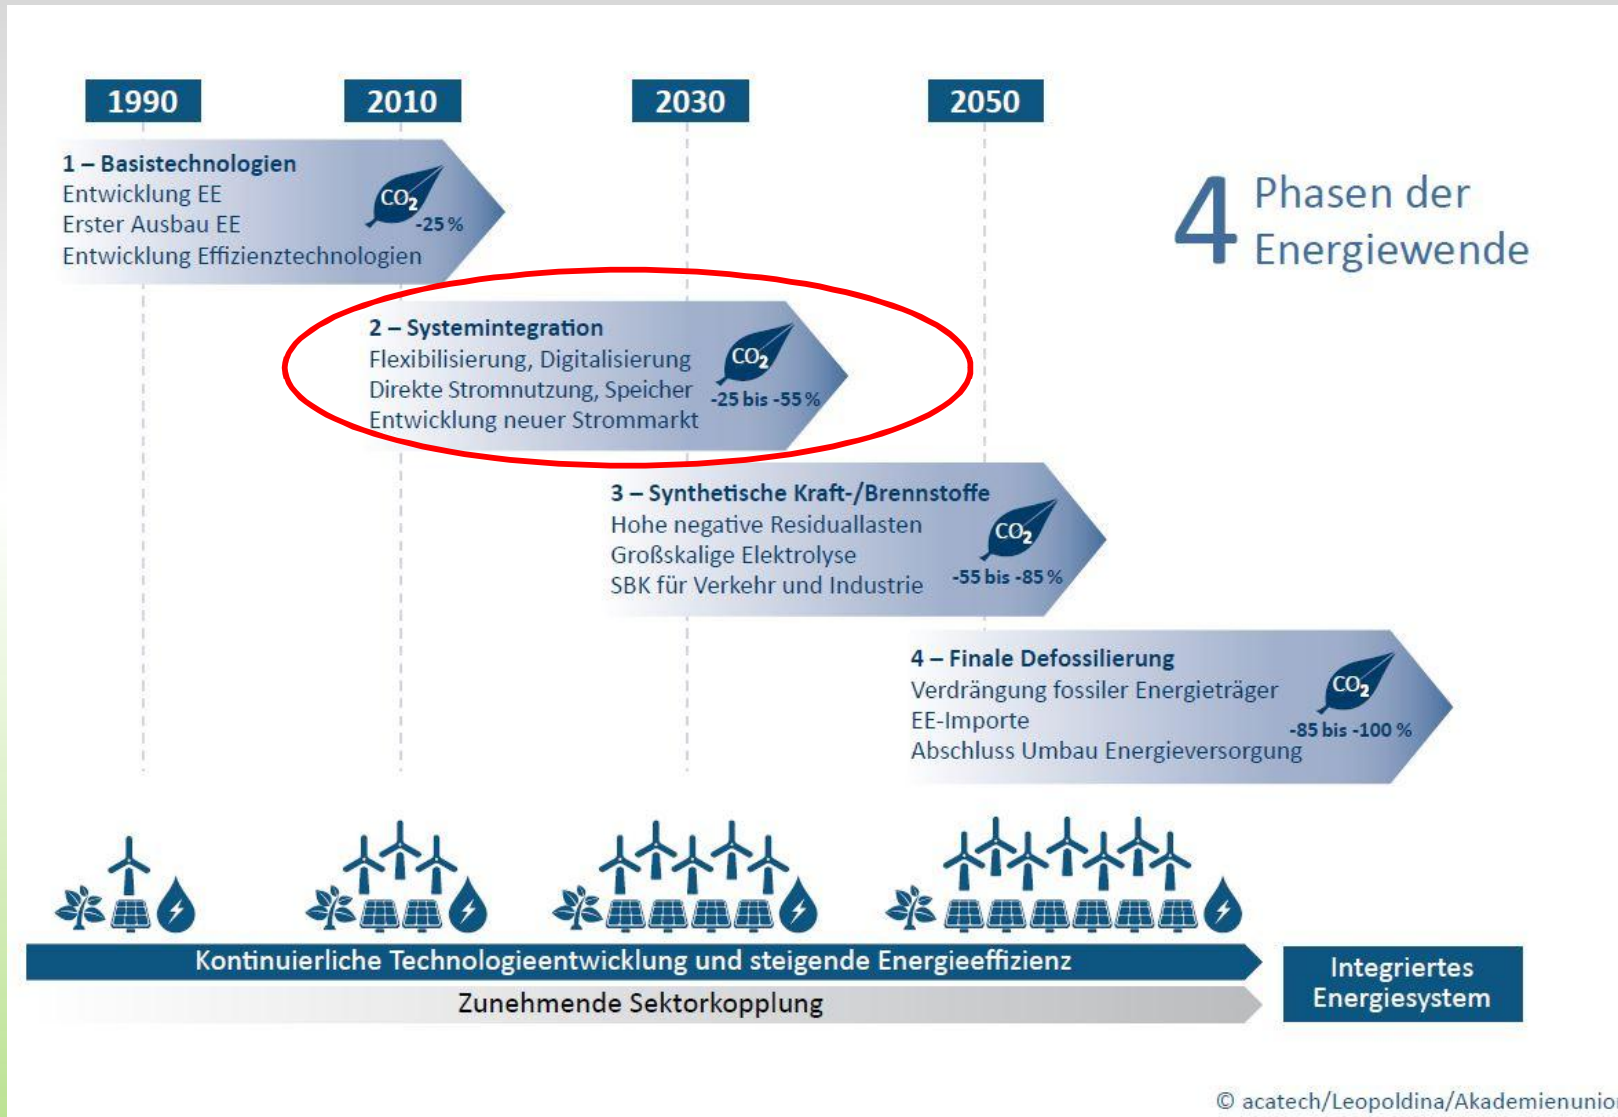 1990
2010
2030
2050
1 – Basistechnologien
Entwicklung EE
Erster Ausbau EE
Entwicklung Effizienztechnologien
CO₂
-25 %
4 Phasen der
Energiewende
2 – Systemintegration
Flexibilisierung, Digitalisierung
Direkte Stromnutzung, Speicher
Entwicklung neuer Strommarkt
CO₂
-25 bis -55 %
3 – Synthetische Kraft-/Brennstoffe
Hohe negative Residuallasten
Großskalige Elektrolyse
SBK für Verkehr und Industrie
CO₂
-55 bis -85 %
4 – Finale Defossilierung
Verdrängung fossiler Energieträger
EE-Importe
Abschluss Umbau Energieversorgung
CO₂
-85 bis -100 %
Kontinuierliche Technologieentwicklung und steigende Energieeffizienz
Zunehmende Sektorkopplung
Integriertes
Energiesystem
© acatech/Leopoldina/Akademienunion